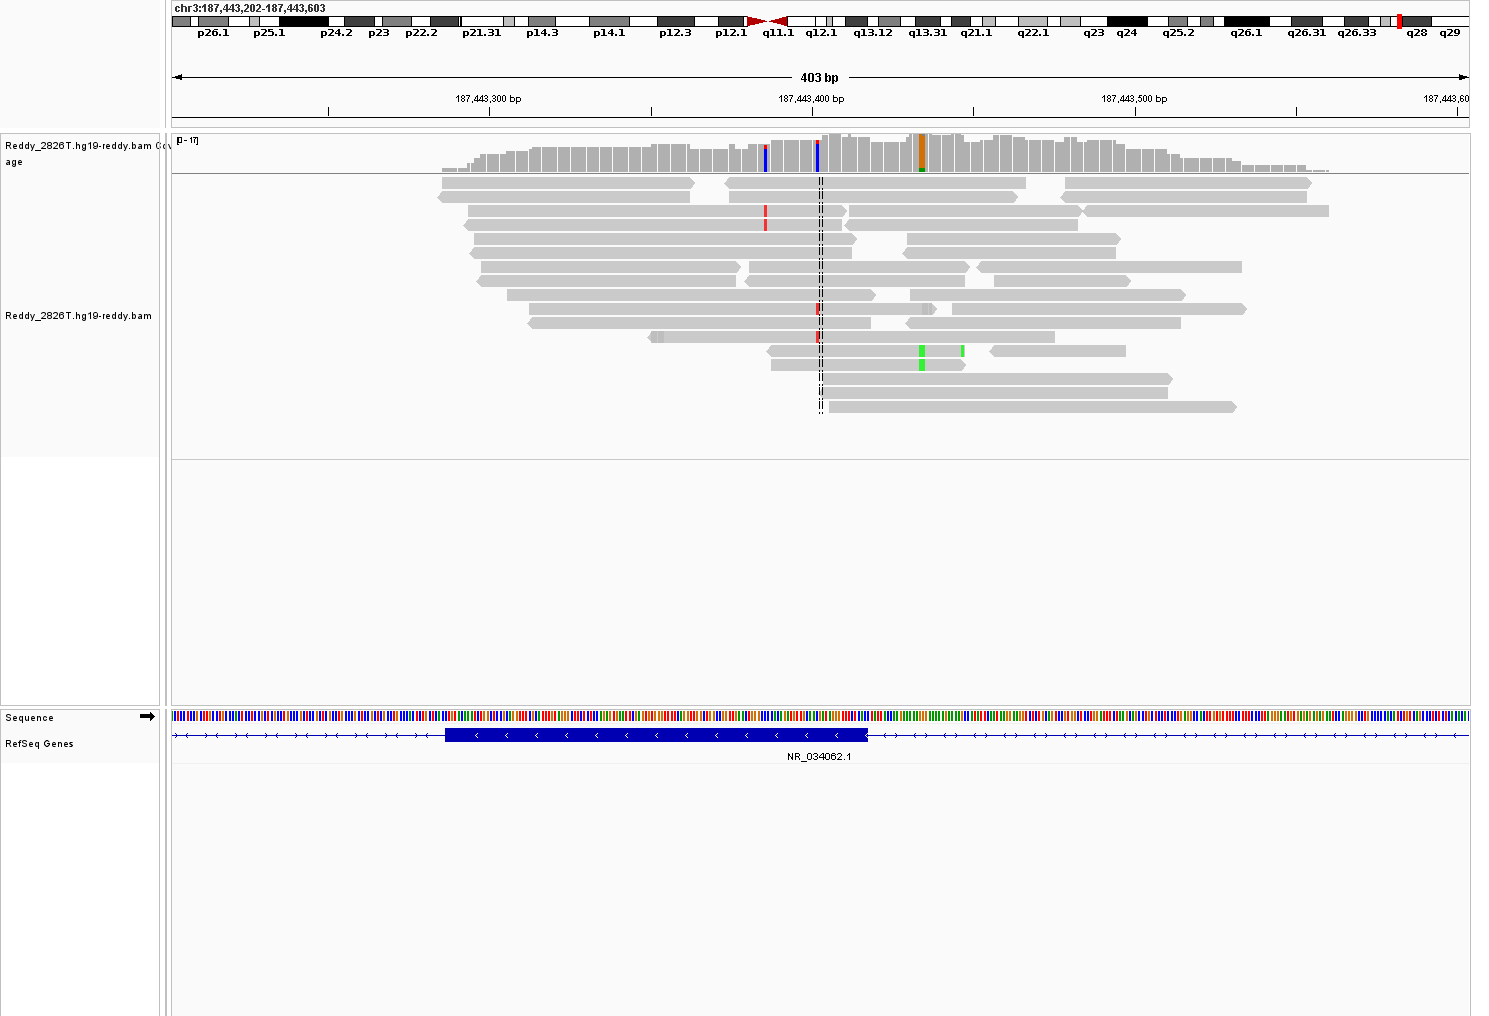 chr3:187,443,202-187,443,603
p26.1 p25.1 p24.2 p23 p22.2 p21.31 p14.3 p14.1 p12.3 p12.1 q11.1 q12.1 q13.12 q13.31 q21.1 q22.1 q23 q24 q25.2 q26.1 q26.31 q26.33 q28 q29
403 bp
187,443,300 bp 187,443,400 bp 187,443,500 bp 187,443,60
Reddy_2826T.hg19-reddy.bam Cov
age
[0 - 17]
Reddy_2826T.hg19-reddy.bam
Sequence
RefSeq Genes
NR_034062.1